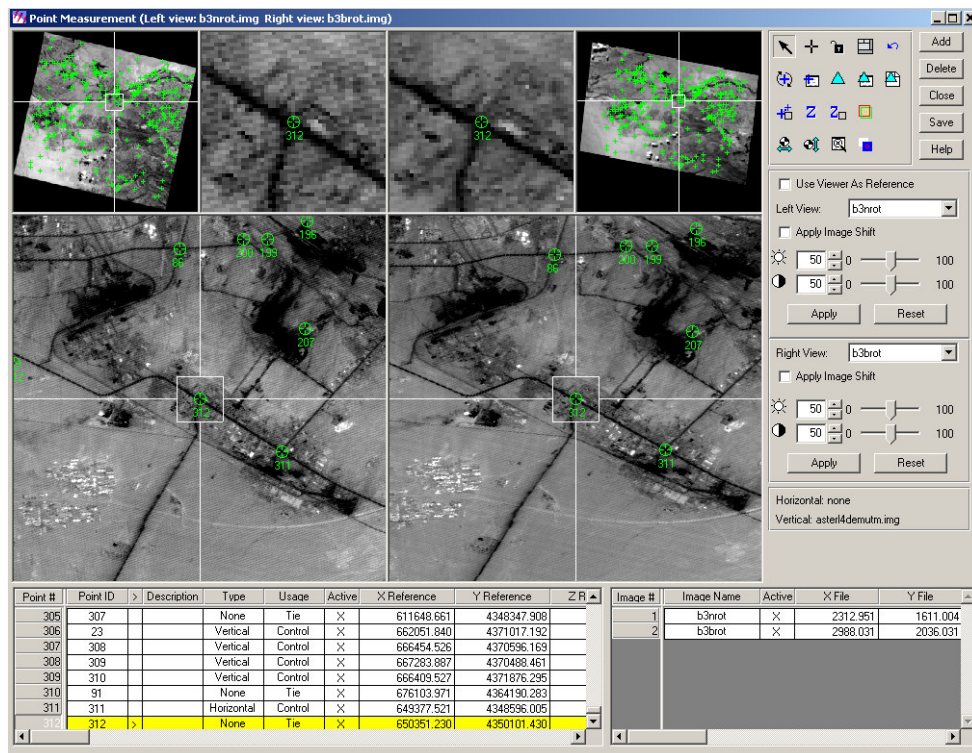 Point Measurement (Left view: b3nrot.img Right view: b3brot.img)
312
312
Add
Delete
Close
Save
Help
Use Viewer As Reference
Left View: b3nrot
Apply Image Shift
50 0 100
50 0 100
Apply Reset
Right View: b3brot
Apply Image Shift
50 0 100
50 0 100
Apply Reset
Horizontal: none
Vertical: asterl4demutm.img
86
200
199
196
207
312
311
86
200
199
196
207
312
311
Point # Point ID > Description Type Usage Active X Reference Y Reference Z R
305 307 None Tie X 611648.661 4348347.908
306 23 Vertical Control X 662051.840 4371017.192
307 308 Vertical Control X 666454.526 4370596.169
308 309 Vertical Control X 667283.887 4370488.461
309 310 Vertical Control X 666409.527 4371876.295
310 91 None Tie X 676103.971 4364190.283
311 311 Horizontal Control X 649377.521 4348596.005
312 312 > None Tie X 650351.230 4350101.430
Image # Image Name Active X File Y File
1 b3nrot X 2312.951 1611.004
2 b3brot X 2988.031 2036.031